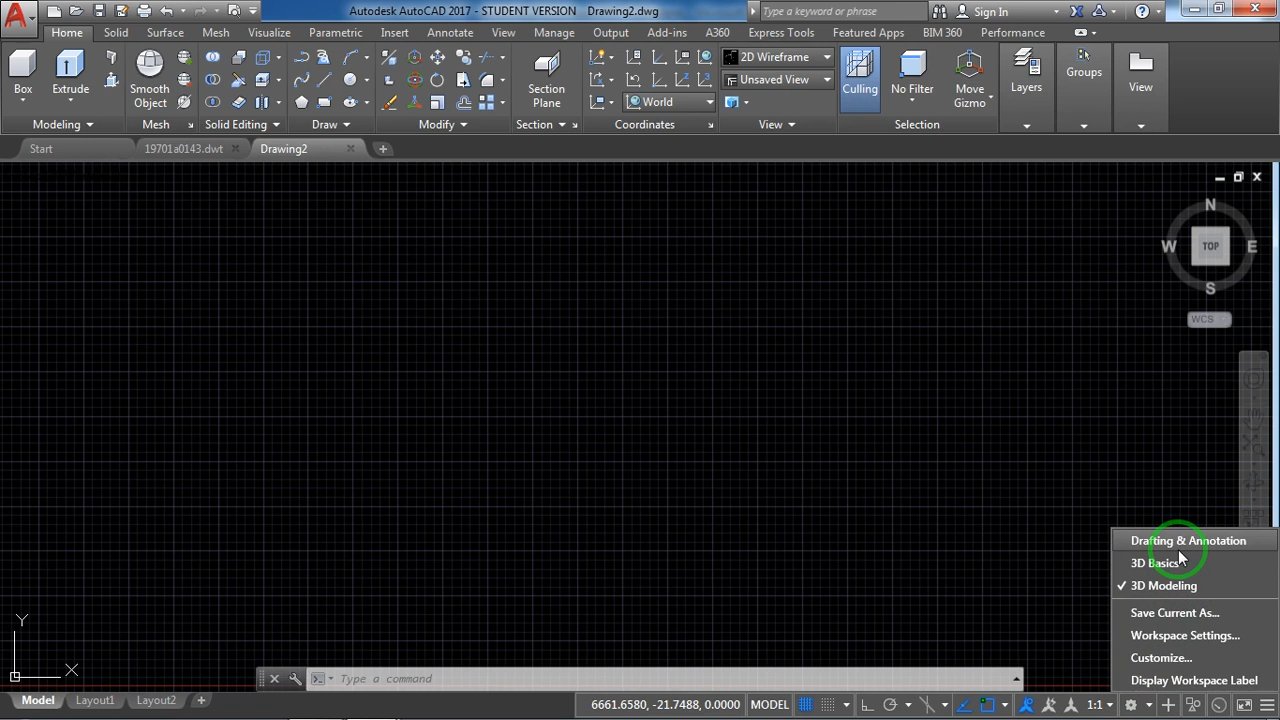 Autodesk AutoCAD 2017 - STUDENT VERSION Drawing2.dwg
Type a keyword or phrase
Sign In
Home Solid Surface Mesh Visualize Parametric Insert Annotate View Manage Output Add-ins A360 Express Tools Featured Apps BIM 360 Performance
Box
Extrude
Smooth
Object
Section
Plane
2D Wireframe
Unsaved View
World
Culling
No Filter
Move
Gizmo
Layers
Groups
View
Modeling Mesh Solid Editing Draw Modify Section Coordinates View Selection
Start 19701a0143.dwt Drawing2
N
W TOP E
S
WCS
Drafting & Annotation
3D Basics
3D Modeling
Save Current As...
Workspace Settings...
Customize...
Display Workspace Label
Y
X
Type a command
Model Layout1 Layout2
6661.6580, -21.7488, 0.0000 MODEL
1:1